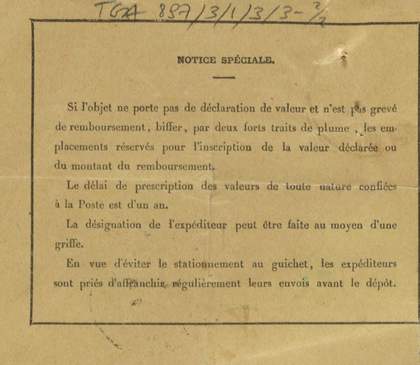 TGA 897/3/1/3/3-2/2
NOTICE SPÉCIALE.
Si l'objet ne porte pas de déclaration de valeur et n'est pas grevé
de remboursement, biffer, par deux forts traits de plume, les em-
placements réservés pour l'inscription de la valeur déclarée ou
du montant du remboursement.
Le délai de prescription des valeurs de toute nature confiées
à la Poste est d'un an.
La désignation de l'expéditeur peut être faite au moyen d'une
griffe.
En vue d'éviter le stationnement au guichet, les expéditeurs
sont priés d'affranchir régulièrement leurs envois avant le dépôt.